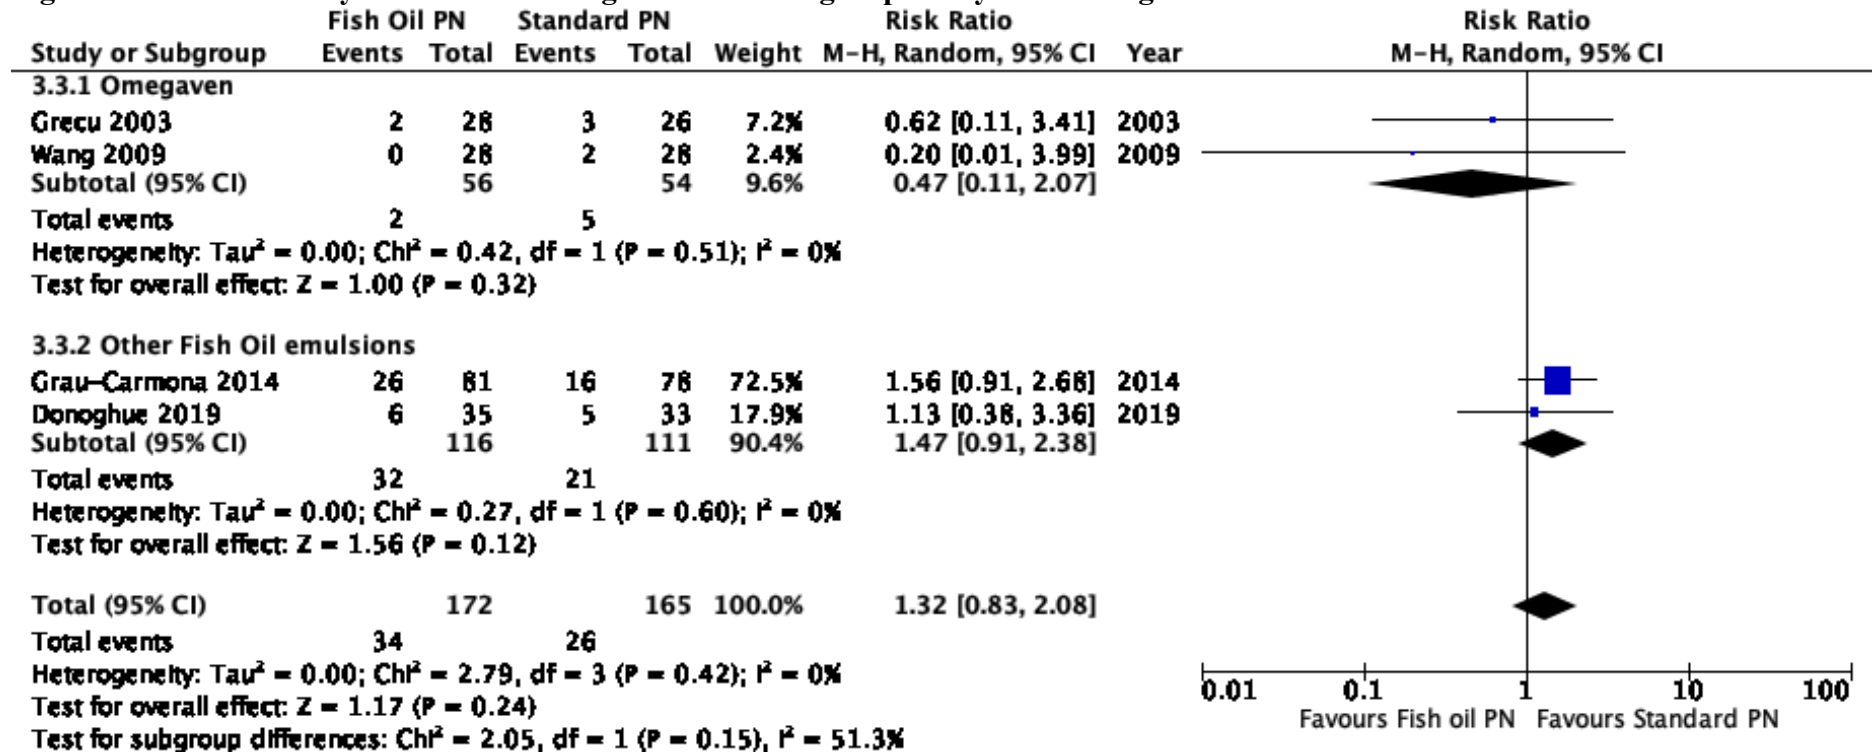 Fish Oil PN Standard PN Risk Ratio Risk Ratio
Study or Subgroup Events Total Events Total Weight M-H, Random, 95% CI Year M-H, Random, 95% CI
3.3.1 Omegaven
Grecu 2003 2 28 3 26 7.2% 0.62 [0.11, 3.41] 2003
Wang 2009 0 28 2 28 2.4% 0.20 [0.01, 3.99] 2009
Subtotal (95% CI) 56 54 9.6% 0.47 [0.11, 2.07]
Total events 2 5
Heterogeneity: Tau² = 0.00; Chi² = 0.42, df = 1 (P = 0.51); I² = 0%
Test for overall effect: Z = 1.00 (P = 0.32)
3.3.2 Other Fish Oil emulsions
Grau-Carmona 2014 26 81 16 78 72.5% 1.56 [0.91, 2.68] 2014
Donoghue 2019 6 35 5 33 17.9% 1.13 [0.38, 3.36] 2019
Subtotal (95% CI) 116 111 90.4% 1.47 [0.91, 2.38]
Total events 32 21
Heterogeneity: Tau² = 0.00; Chi² = 0.27, df = 1 (P = 0.60); I² = 0%
Test for overall effect: Z = 1.56 (P = 0.12)
Total (95% CI) 172 165 100.0% 1.32 [0.83, 2.08]
Total events 34 26
Heterogeneity: Tau² = 0.00; Chi² = 2.79, df = 3 (P = 0.42); I² = 0%
0.01 0.1 1 10 100
Test for overall effect: Z = 1.17 (P = 0.24)
Favours Fish oil PN Favours Standard PN
Test for subgroup differences: Chi² = 2.05, df = 1 (P = 0.15), I² = 51.3%